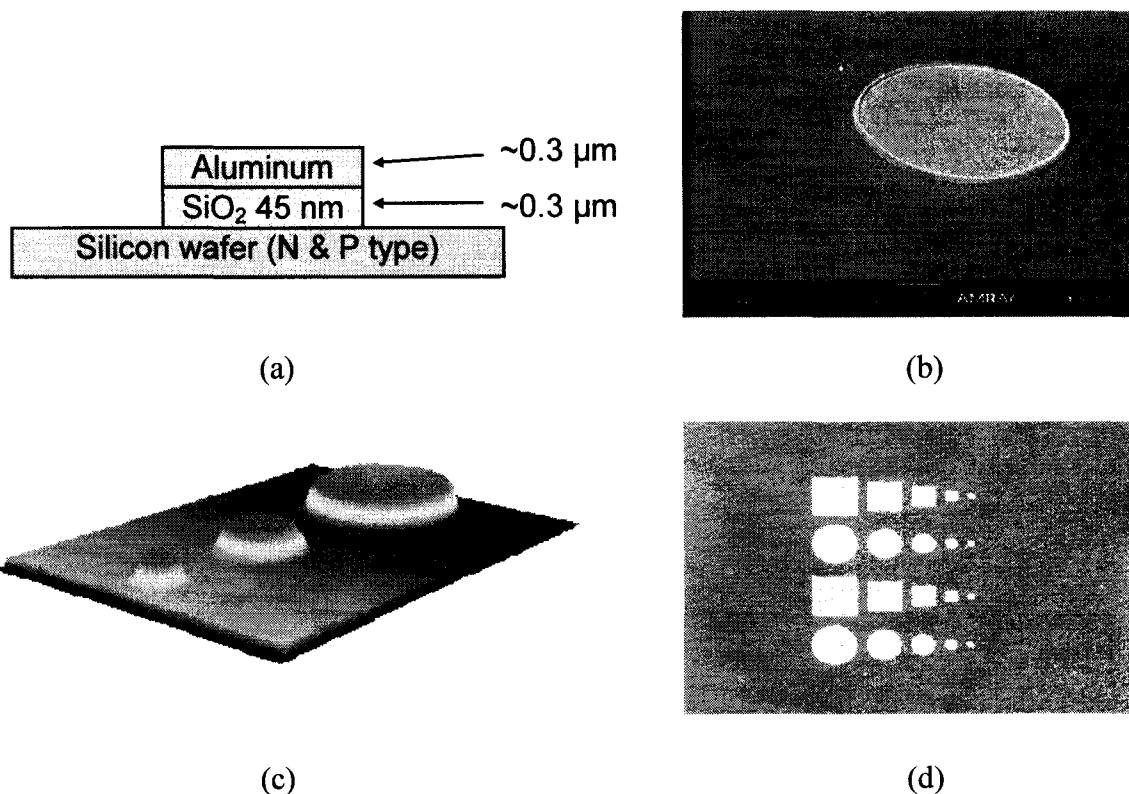 Aluminum
~0.3 µm
SiO₂ 45 nm
~0.3 µm
Silicon wafer (N & P type)
AMRAY
(a)
(b)
(c)
(d)